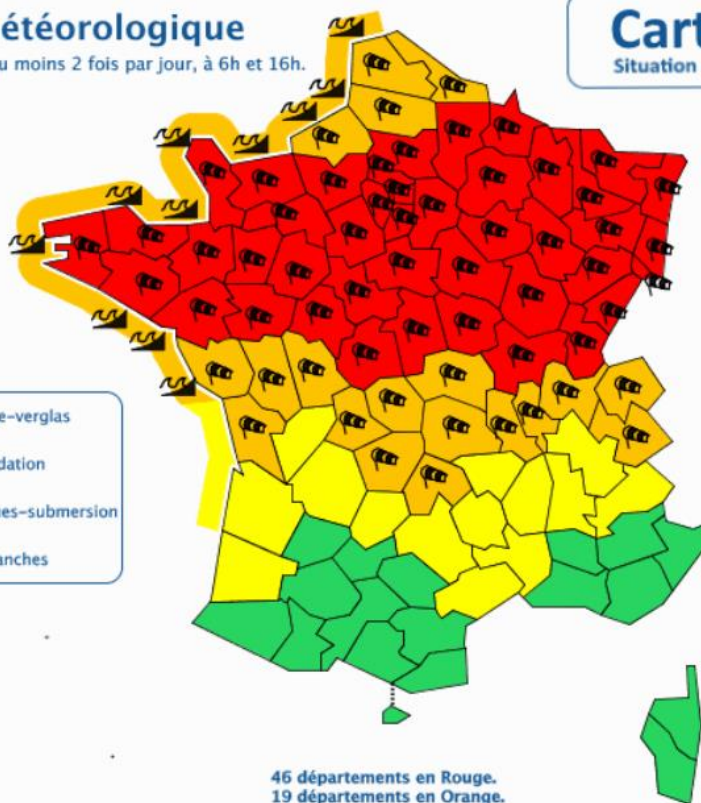 étéorologique
u moins 2 fois par jour, à 6h et 16h.
Cart
Situation
e-verglas
dation
es-submersion
anches
46 départements en Rouge.
19 départements en Orange.